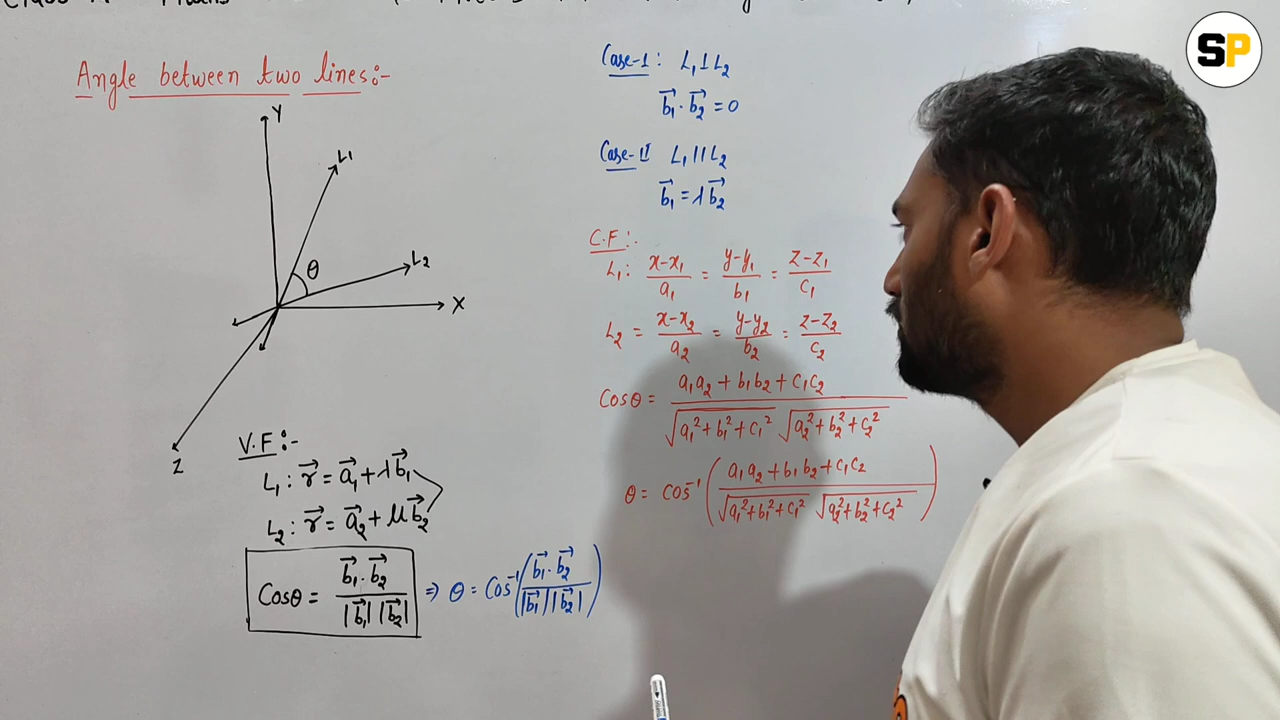 Angle between two lines:-
Y
L1
θ
L2
X
Z
V.F:-
L₁: r⃗ = a⃗₁ + λb⃗₁
L₂: r⃗ = a⃗₂ + μb⃗₂
Cosθ = b⃗₁·b⃗₂ / |b⃗₁| |b⃗₂| ⇒ θ = Cos⁻¹(b⃗₁·b⃗₂ / |b⃗₁| |b⃗₂|)
Case-I: L₁ ⊥ L₂
b⃗₁·b⃗₂ = 0
Case-II L₁ || L₂
b⃗₁ = λb⃗₂
C.F:-
L₁: x-x₁/a₁ = y-y₁/b₁ = z-z₁/c₁
L₂ = x-x₂/a₂ = y-y₂/b₂ = z-z₂/c₂
Cosθ = a₁a₂ + b₁b₂ + c₁c₂ / √(a₁² + b₁² + c₁²) √(a₂² + b₂² + c₂²)
θ = Cos⁻¹(a₁a₂ + b₁b₂ + c₁c₂ / √(a₁² + b₁² + c₁²) √(a₂² + b₂² + c₂²))
SP